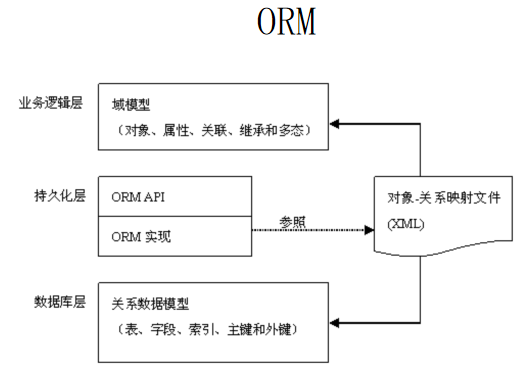 ORM
业务逻辑层
域模型
（对象、属性、关联、继承和多态）
持久化层
ORM API
ORM 实现
参照
对象-关系映射文件
(XML)
数据库层
关系数据模型
（表、字段、索引、主键和外键）